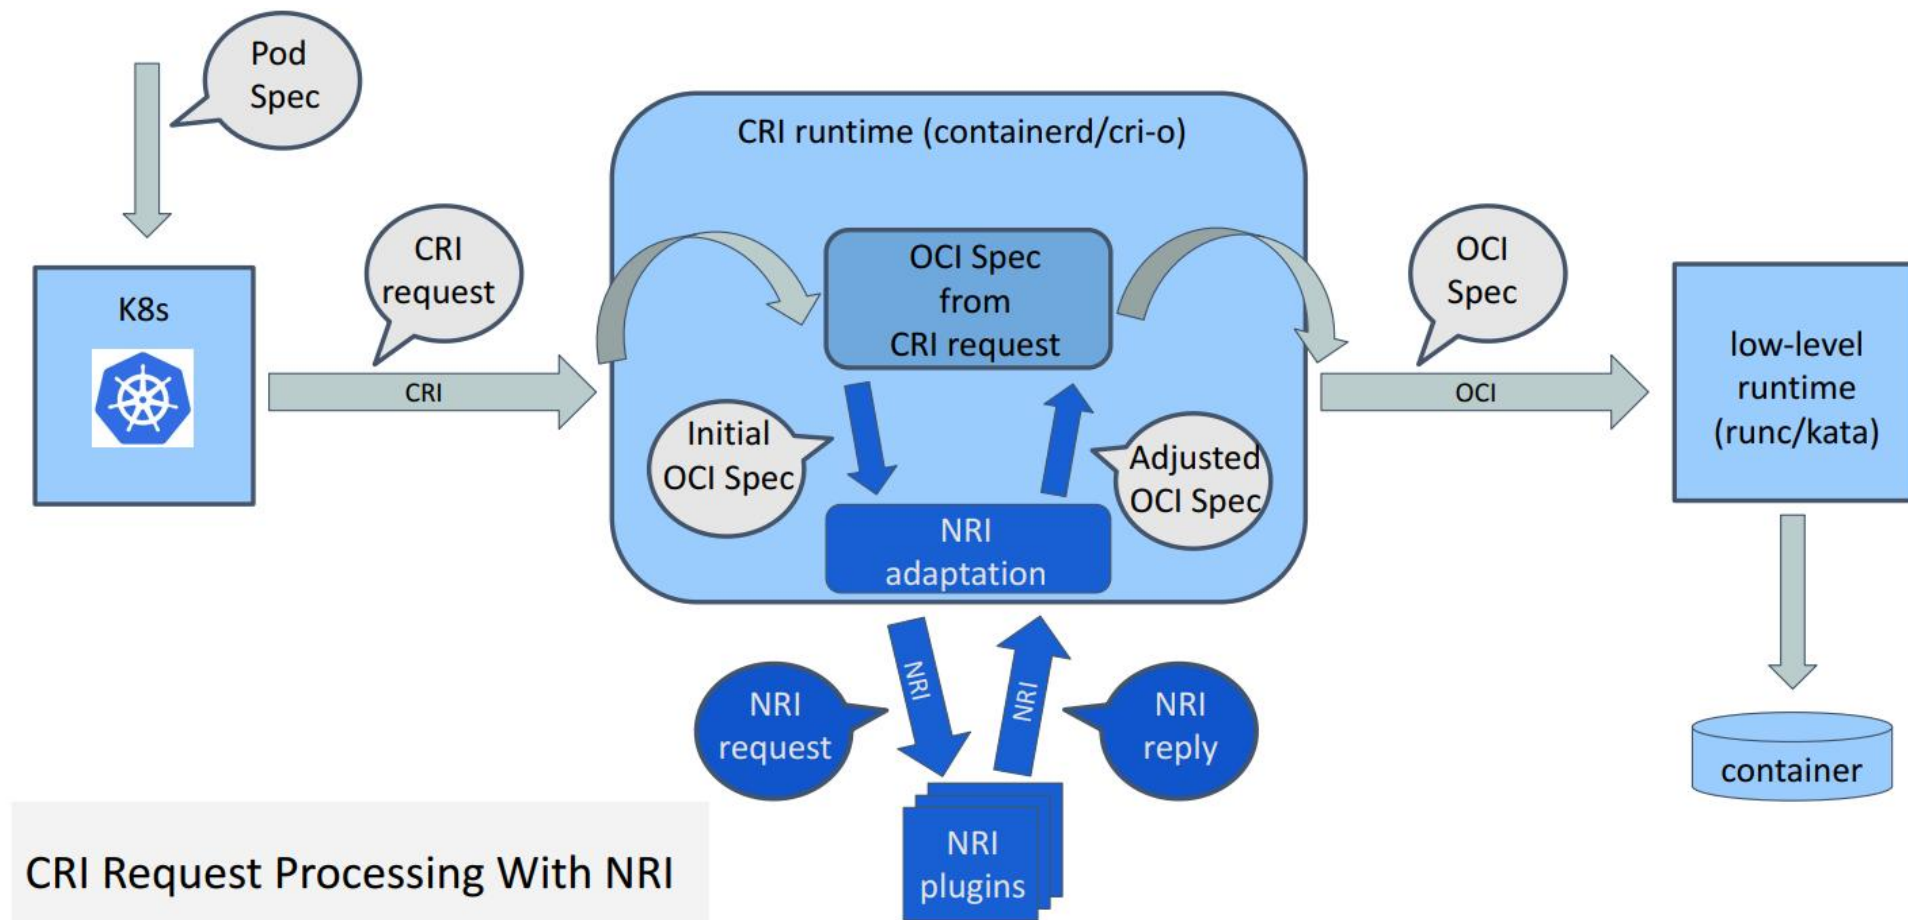 Pod
Spec
CRI runtime (containerd/cri-o)
CRI
request
OCI Spec
from
CRI request
OCI
Spec
K8s
low-level
runtime
(runc/kata)
CRI
OCI
Initial
OCI Spec
Adjusted
OCI Spec
NRI
adaptation
NRI
NRI
NRI
request
NRI
reply
container
NRI
plugins
CRI Request Processing With NRI